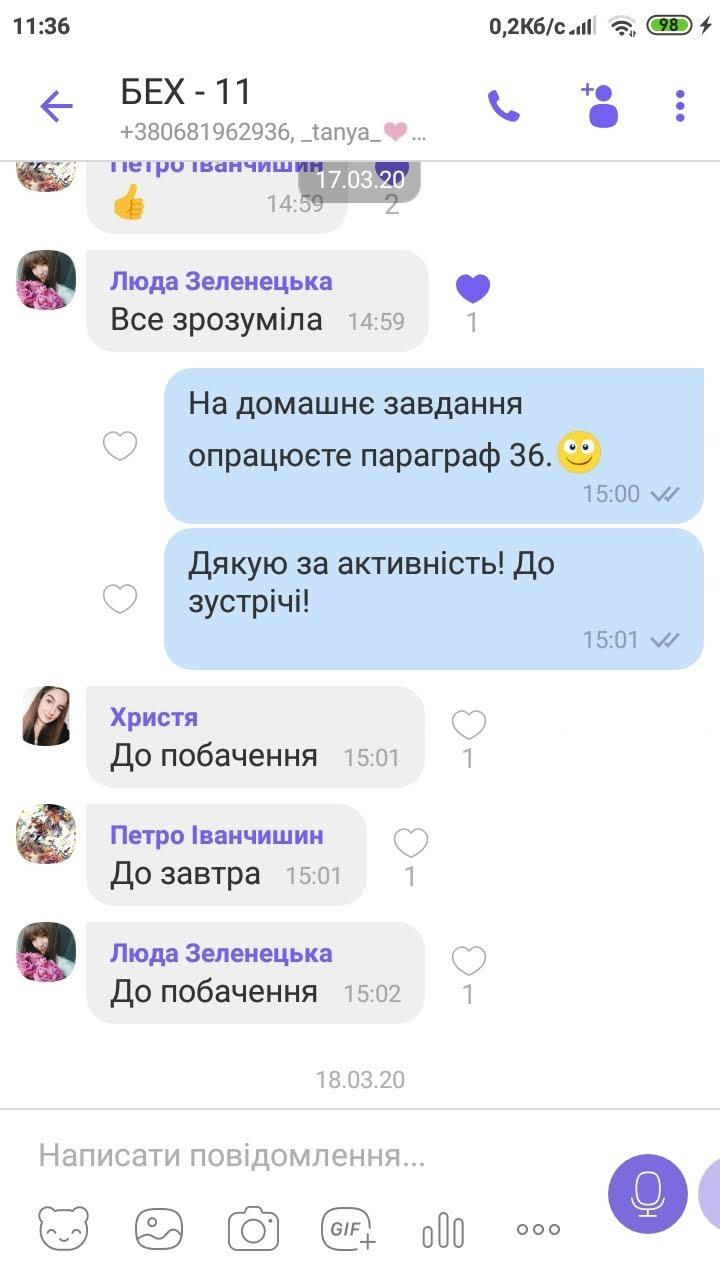 11:36
0,2Кб/с
98
БЕХ - 11
+380681962936, _tanya_ ...
Петро Іванчишин
17.03.20
14:59
2
Люда Зеленецька
Все зрозуміла 14:59
1
На домашнє завдання
опрацюєте параграф 36.
15:00
Дякую за активність! До
зустрічі!
15:01
Христя
До побачення 15:01
1
Петро Іванчишин
До завтра 15:01
1
Люда Зеленецька
До побачення 15:02
1
18.03.20
Написати повідомлення...
GIF